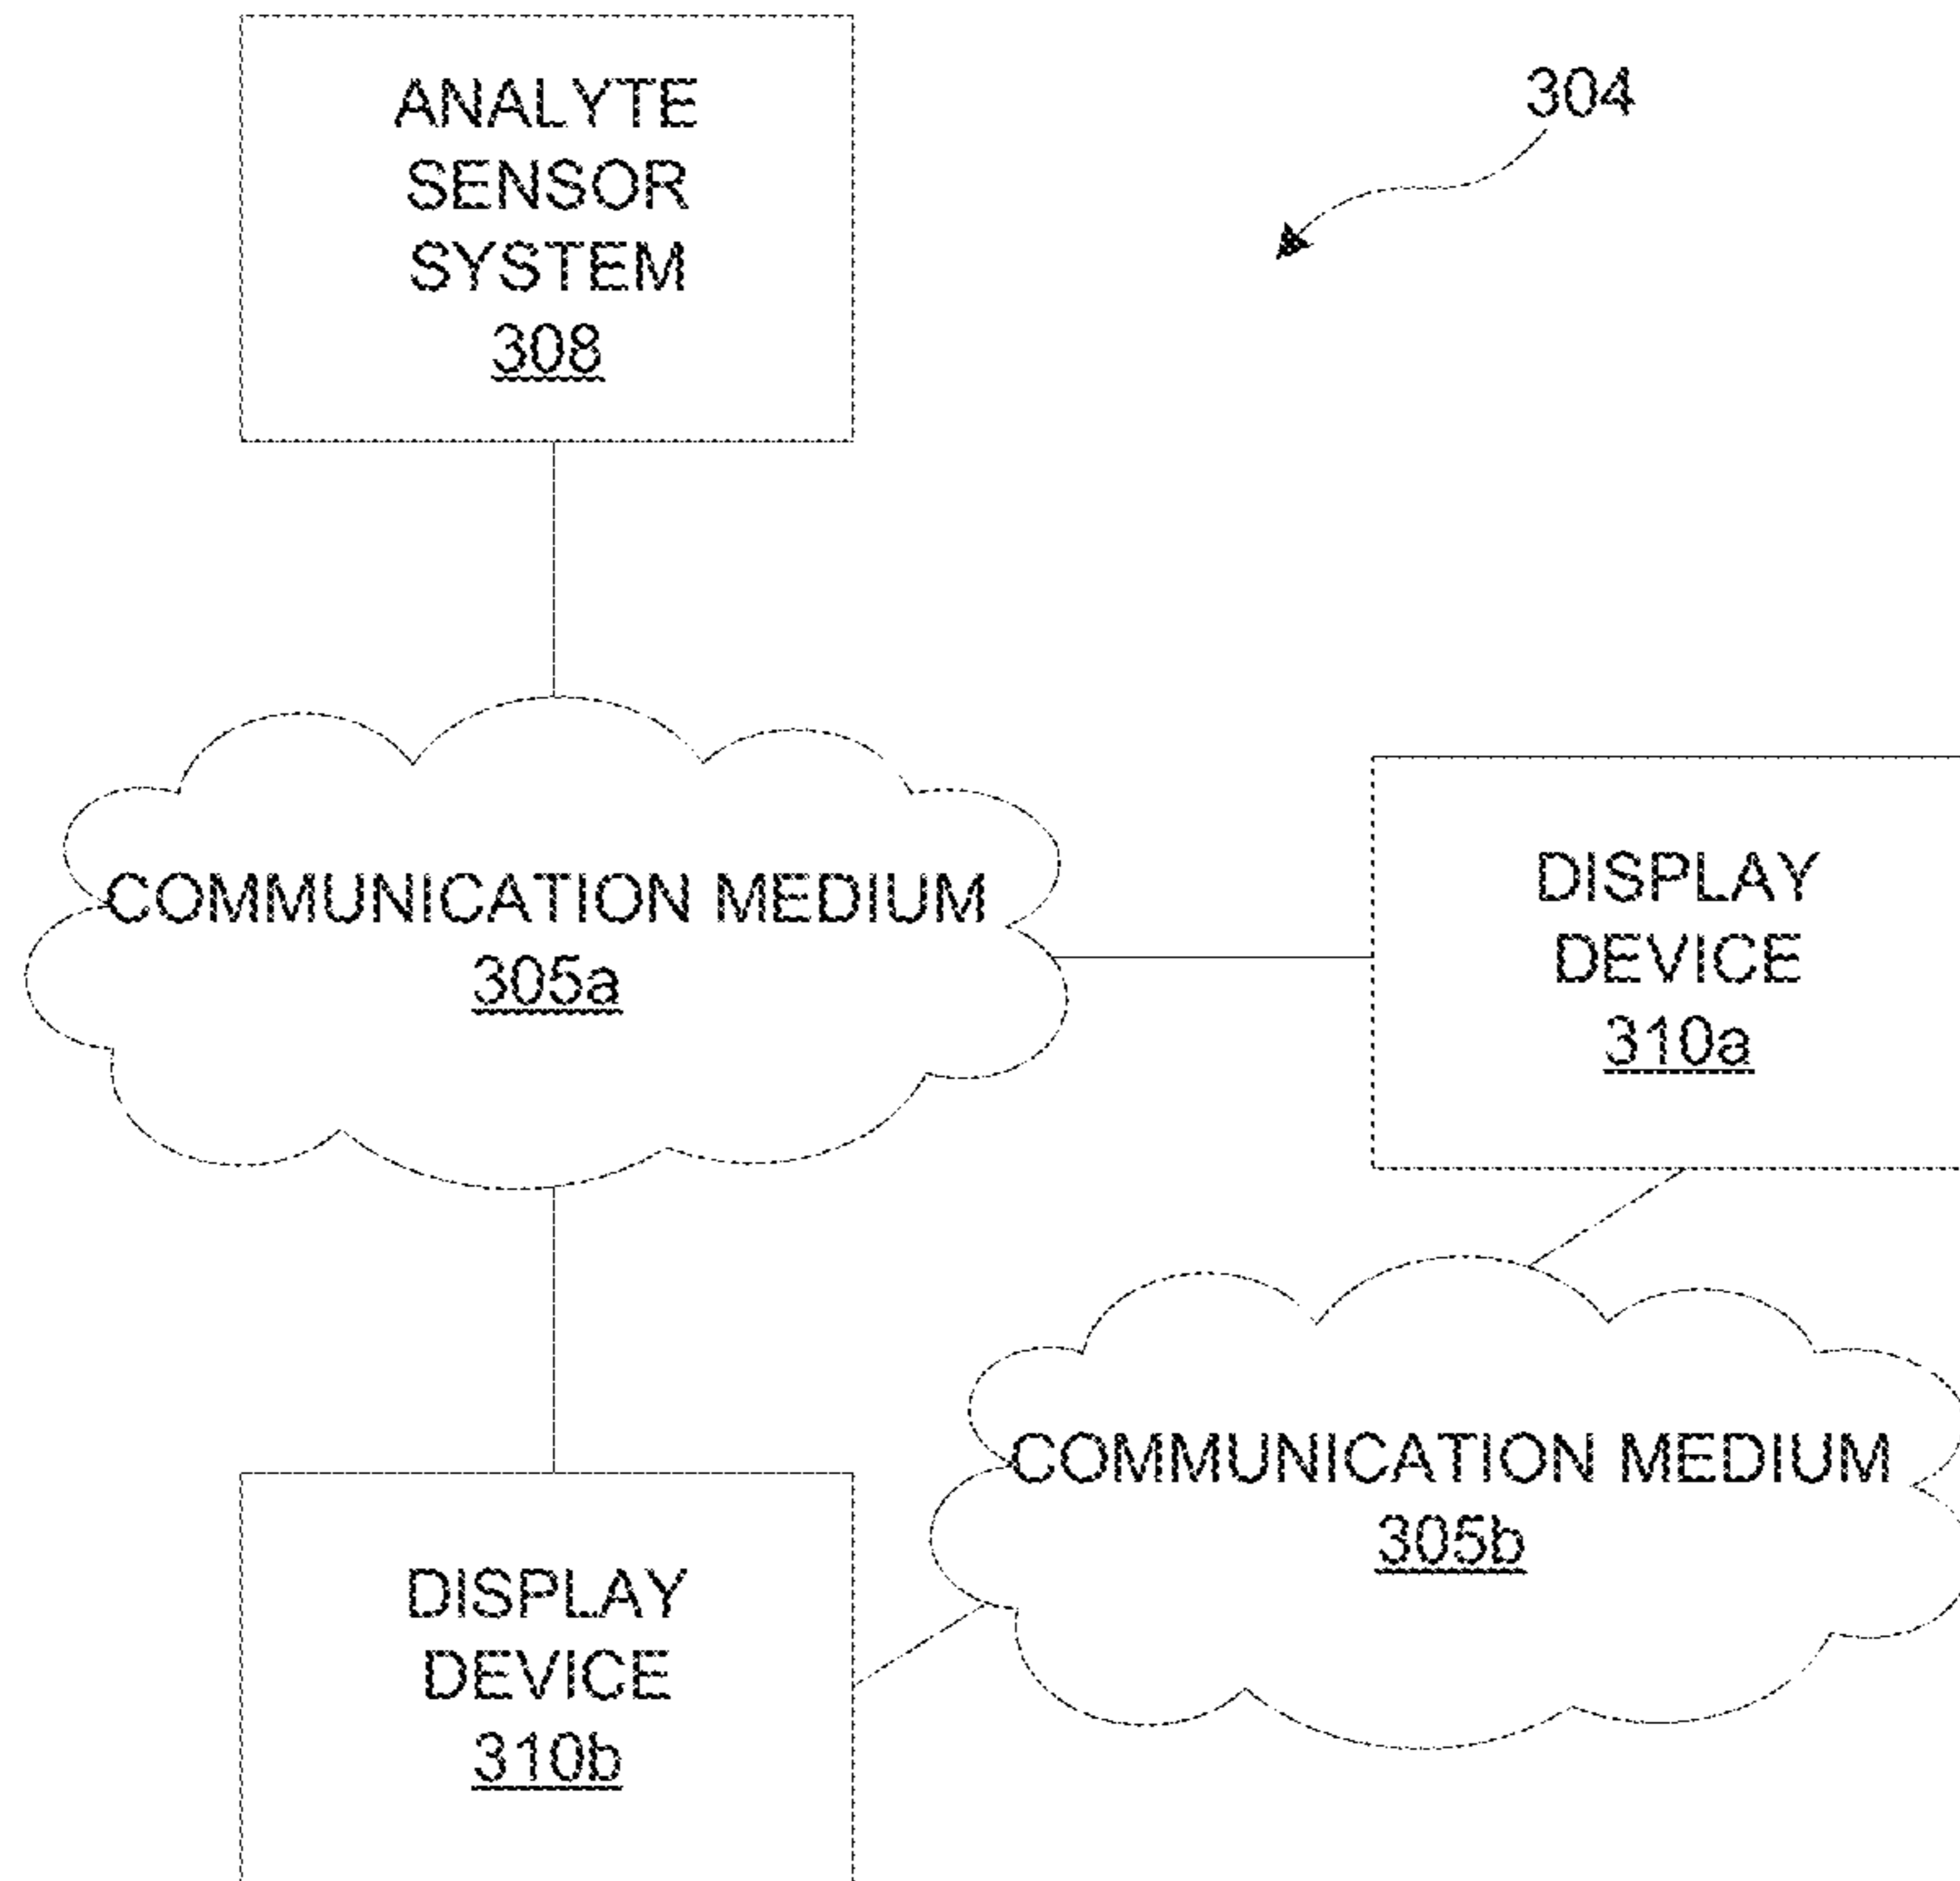 ANALYTE
SENSOR
SYSTEM
308
304
COMMUNICATION MEDIUM
305a
DISPLAY
DEVICE
310a
COMMUNICATION MEDIUM
305b
DISPLAY
DEVICE
310b